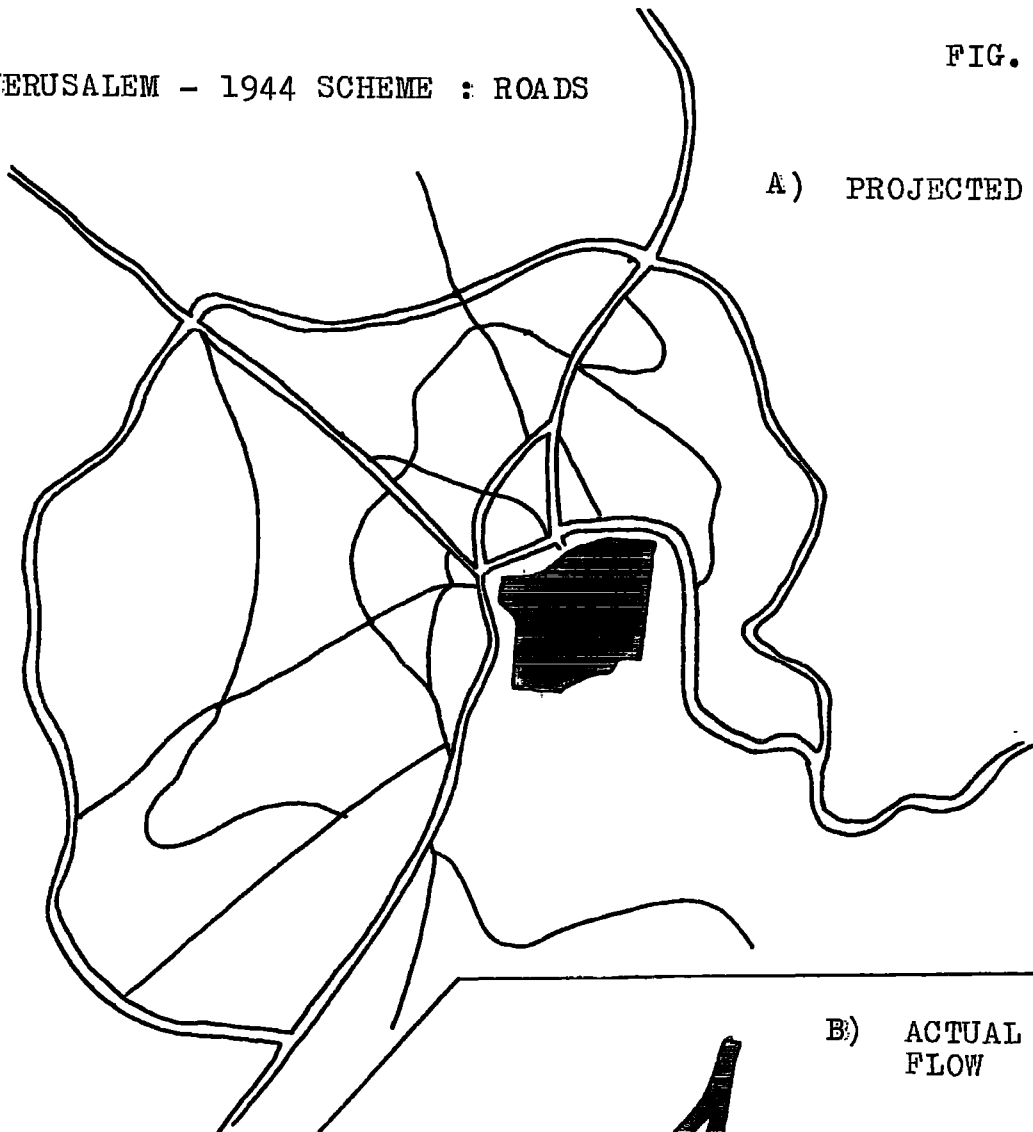 ERUSALEM - 1944 SCHEME : ROADS
FIG.
A) PROJECTED
B) ACTUAL
FLOW